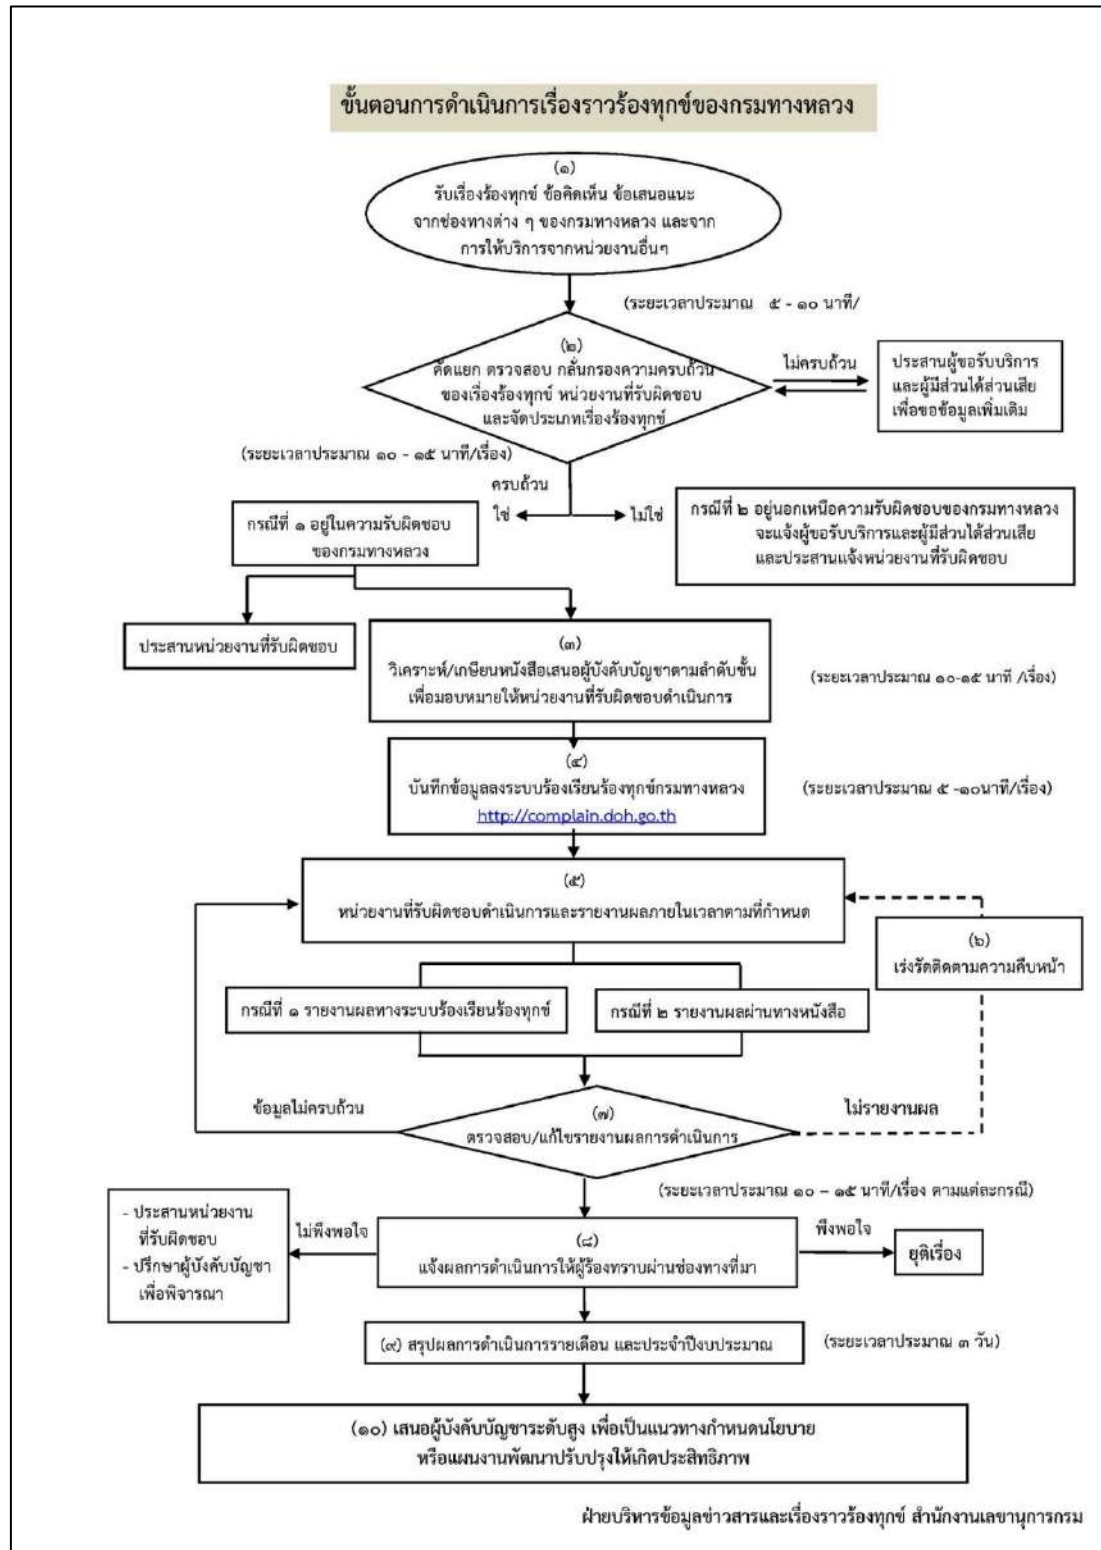 ขั้นตอนการดำเนินการเรื่องราวร้องทุกข์ของกรมทางหลวง
(๑)
รับเรื่องร้องทุกข์ ข้อคิดเห็น ข้อเสนอแนะ
จากช่องทางต่าง ๆ ของกรมทางหลวง และจาก
การให้บริการจากหน่วยงานอื่นๆ
(ระยะเวลาประมาณ ๕ - ๑๐ นาที/
(๒)
คัดแยก ตรวจสอบ กลั่นกรองความครบถ้วน
ของเรื่องร้องทุกข์ หน่วยงานที่รับผิดชอบ
และจัดประเภทเรื่องร้องทุกข์
ไม่ครบถ้วน
ประสานผู้ขอรับบริการ
และผู้มีส่วนได้ส่วนเสีย
เพื่อขอข้อมูลเพิ่มเติม
(ระยะเวลาประมาณ ๑๐ - ๑๕ นาที/เรื่อง)
ครบถ้วน
ใช่
ไม่ใช่
กรณีที่ ๑ อยู่ในความรับผิดชอบ
ของกรมทางหลวง
กรณีที่ ๒ อยู่นอกเหนือความรับผิดชอบของกรมทางหลวง
จะแจ้งผู้ขอรับบริการและผู้มีส่วนได้ส่วนเสีย
และประสานแจ้งหน่วยงานที่รับผิดชอบ
ประสานหน่วยงานที่รับผิดชอบ
(๓)
วิเคราะห์/เกษียนหนังสือเสนอผู้บังคับบัญชาตามลำดับชั้น
เพื่อมอบหมายให้หน่วยงานที่รับผิดชอบดำเนินการ
(ระยะเวลาประมาณ ๑๐-๑๕ นาที /เรื่อง)
(๔)
บันทึกข้อมูลลงระบบร้องเรียนร้องทุกข์กรมทางหลวง
http://complain.doh.go.th
(ระยะเวลาประมาณ ๕ -๑๐นาที/เรื่อง)
(๕)
หน่วยงานที่รับผิดชอบดำเนินการและรายงานผลภายในเวลาตามที่กำหนด
(๖)
เร่งรัดติดตามความคืบหน้า
กรณีที่ ๑ รายงานผลทางระบบร้องเรียนร้องทุกข์
กรณีที่ ๒ รายงานผลผ่านทางหนังสือ
ข้อมูลไม่ครบถ้วน
(๗)
ตรวจสอบ/แก้ไขรายงานผลการดำเนินการ
ไม่รายงานผล
(ระยะเวลาประมาณ ๑๐ – ๑๕ นาที/เรื่อง ตามแต่ละกรณี)
- ประสานหน่วยงาน
ที่รับผิดชอบ
- ปรึกษาผู้บังคับบัญชา
เพื่อพิจารณา
ไม่พึงพอใจ
(๘)
แจ้งผลการดำเนินการให้ผู้ร้องทราบผ่านช่องทางที่มา
พึงพอใจ
ยุติเรื่อง
(๙) สรุปผลการดำเนินการรายเดือน และประจำปีงบประมาณ
(ระยะเวลาประมาณ ๓ วัน)
(๑๐) เสนอผู้บังคับบัญชาระดับสูง เพื่อเป็นแนวทางกำหนดนโยบาย
หรือแผนงานพัฒนาปรับปรุงให้เกิดประสิทธิภาพ
ฝ่ายบริหารข้อมูลข่าวสารและเรื่องราวร้องทุกข์ สำนักงานเลขานุการกรม